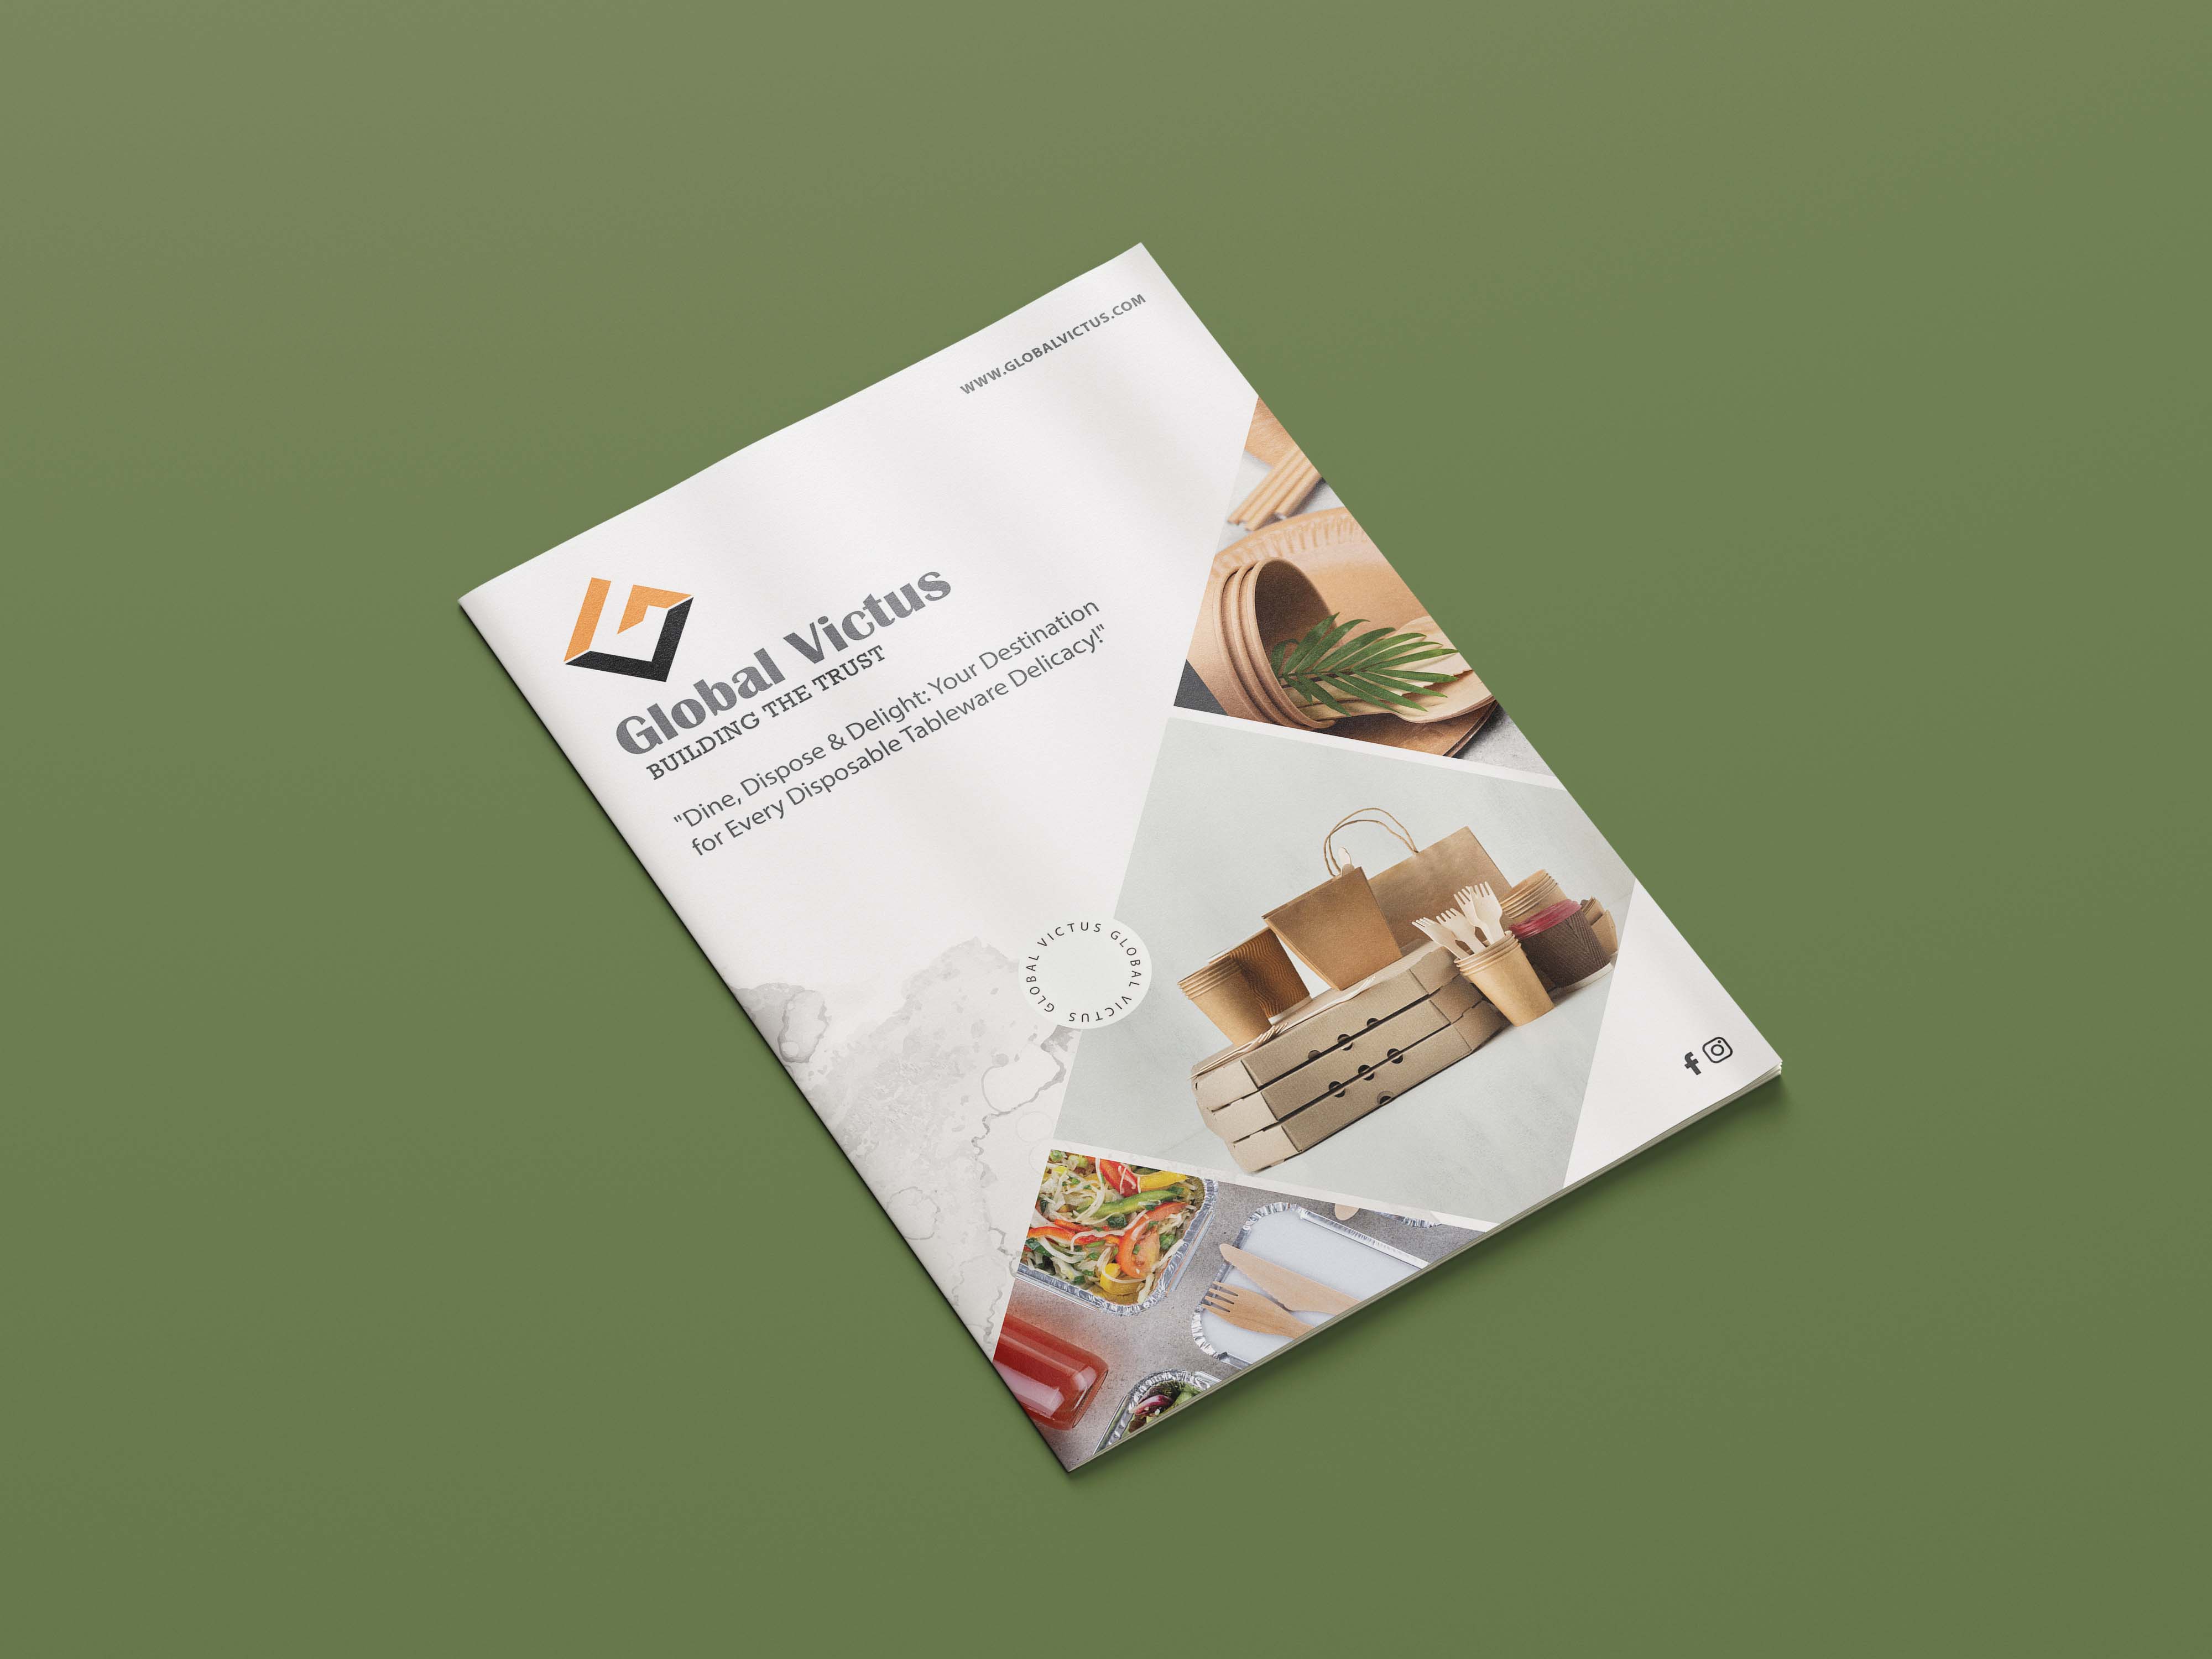 WWW.GLOBALVICTUS.COM
Global Victus
BUILDING THE TRUST
"Dine, Dispose & Delight: Your Destination
for Every Disposable Tableware Delicacy!"
GLOBAL VICTUS GLOBAL VICTUS